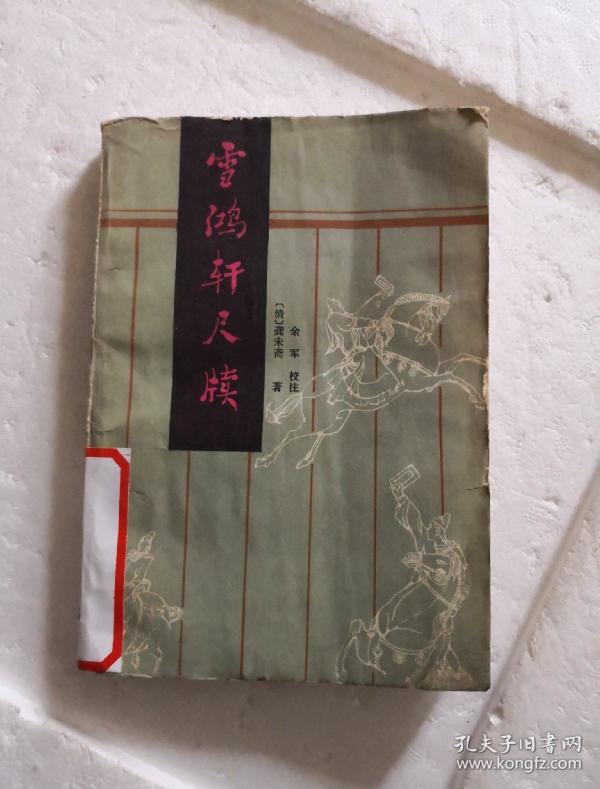 雪鸿轩尺牍
〔清〕龚未斋 著
余军 校注
孔夫子旧书网
www.kongfz.com